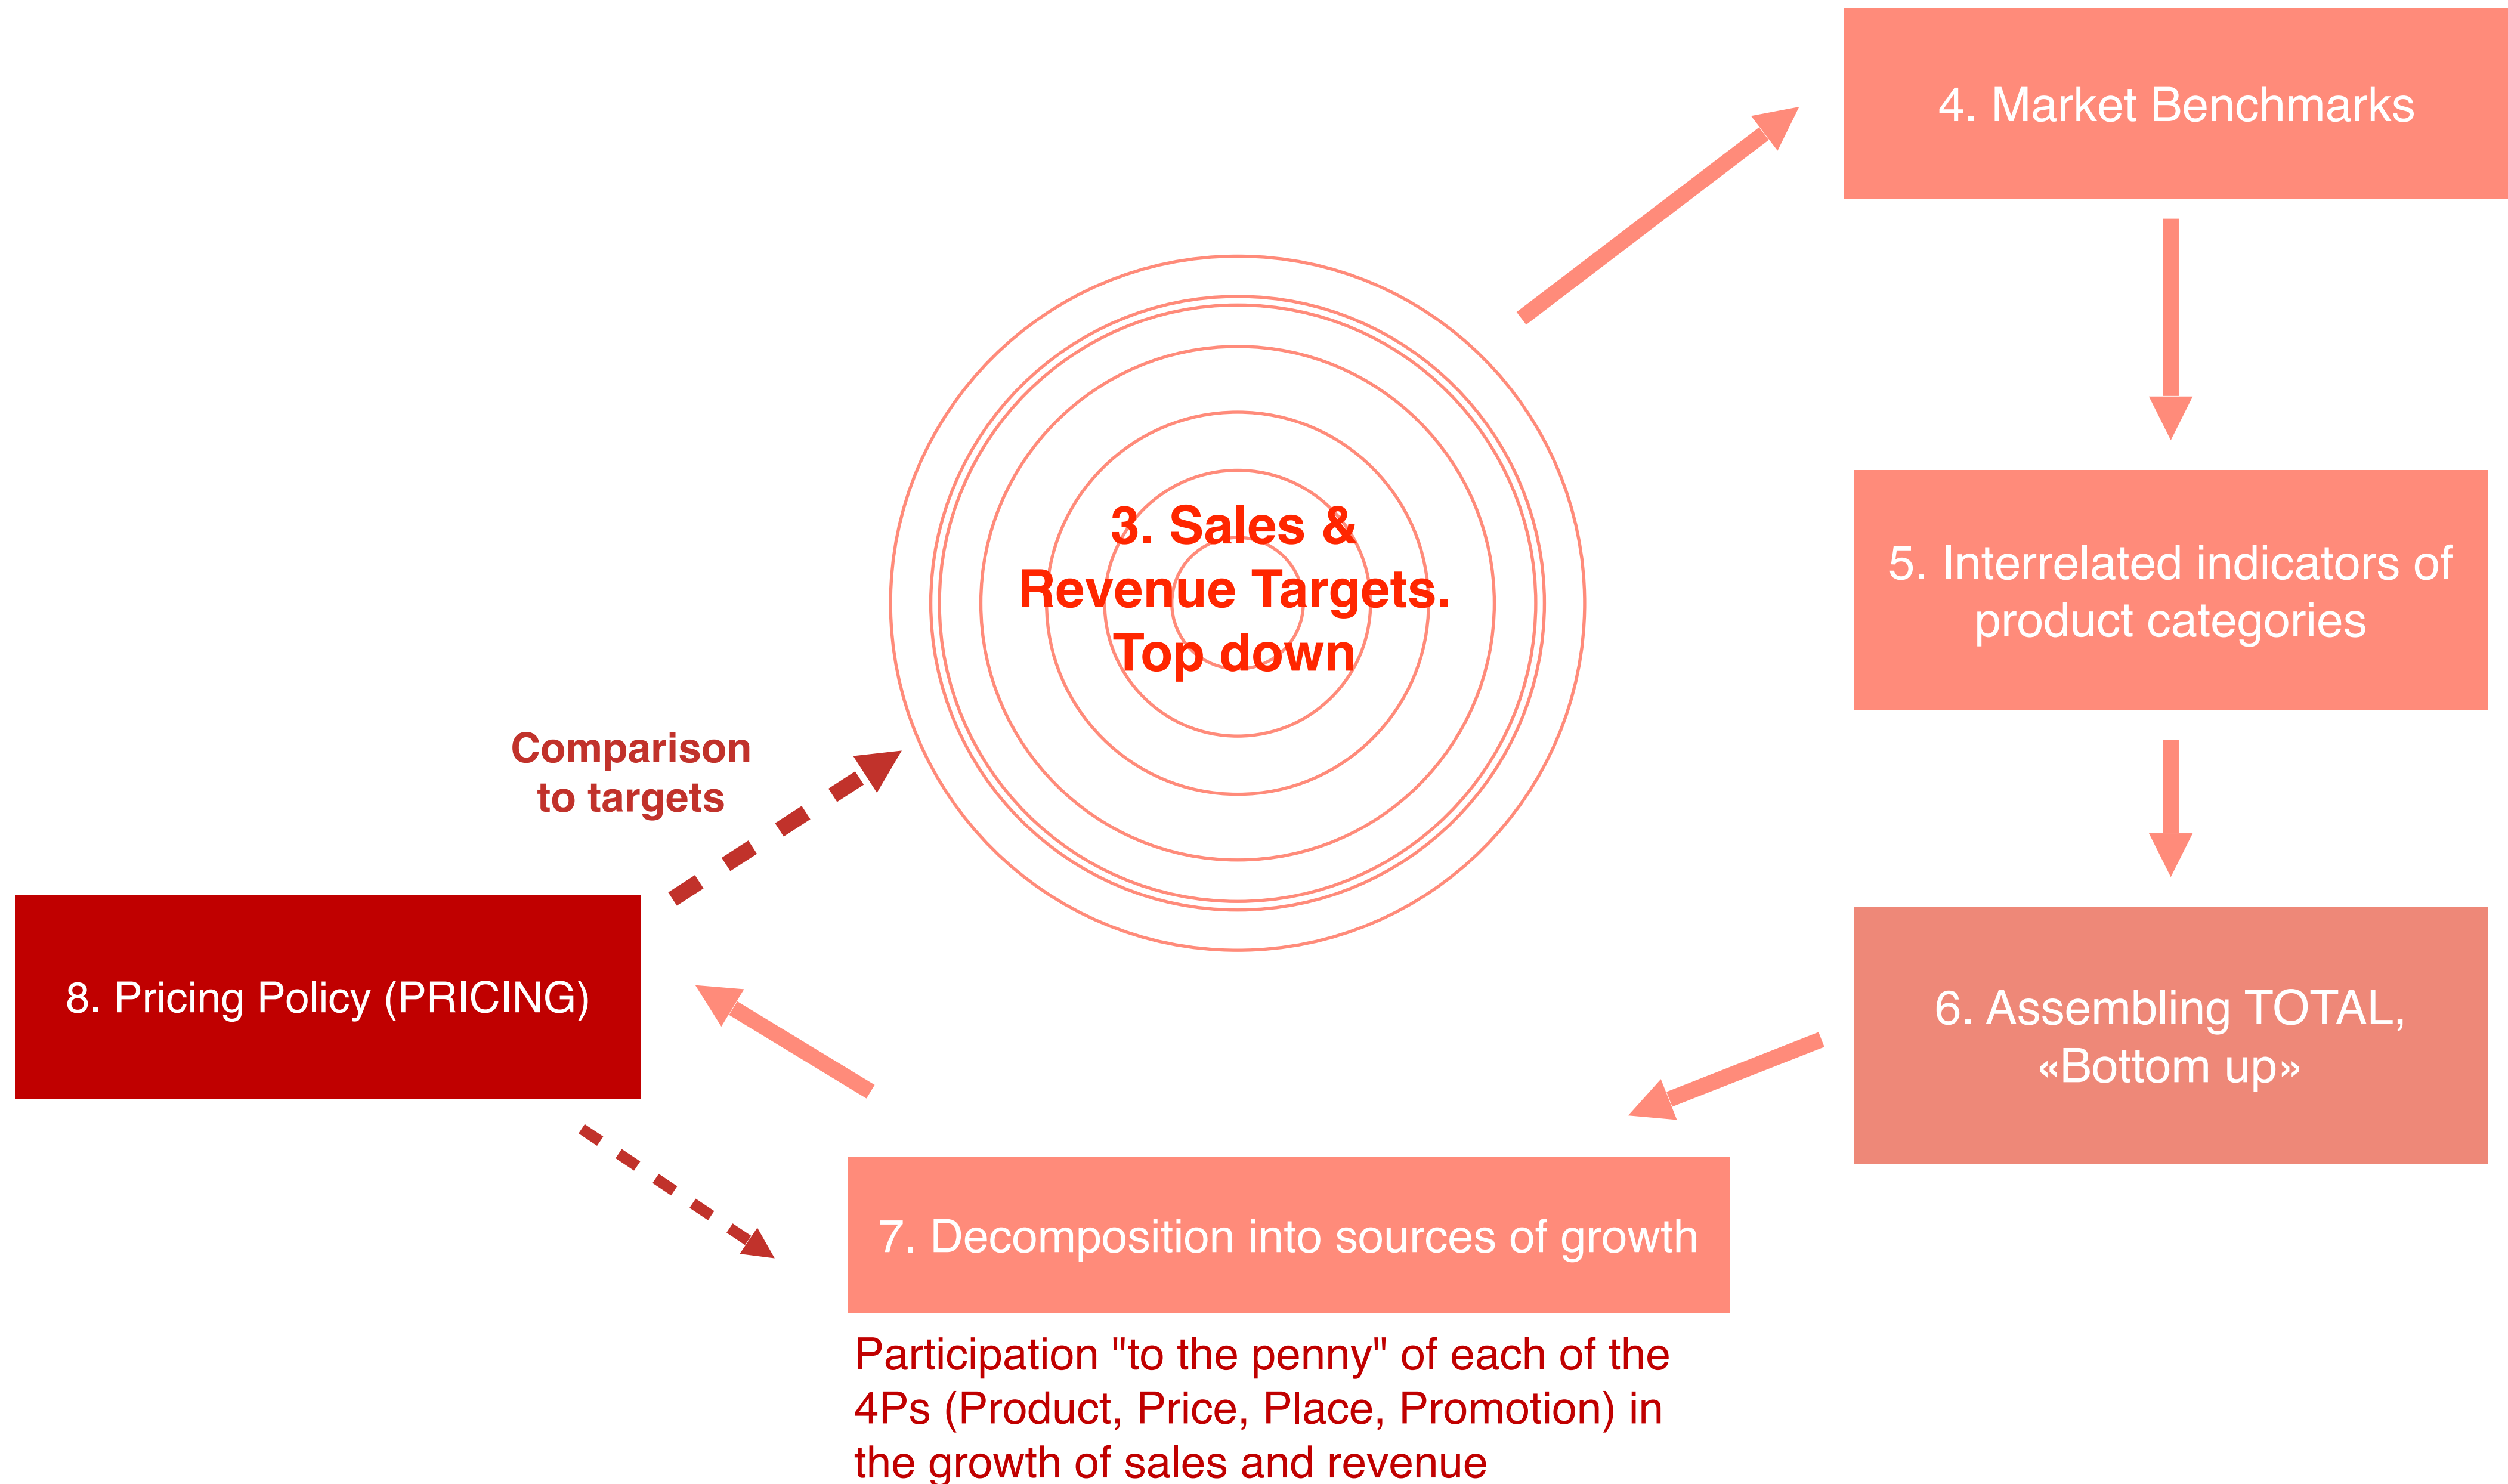 4. Market Benchmarks
3. Sales &
Revenue Targets.
Top down
5. Interrelated indicators of
product categories
Comparison
to targets
8. Pricing Policy (PRICING)
6. Assembling TOTAL,
«Bottom up»
7. Decomposition into sources of growth
Participation "to the penny" of each of the
4Ps (Product, Price, Place, Promotion) in
the growth of sales and revenue